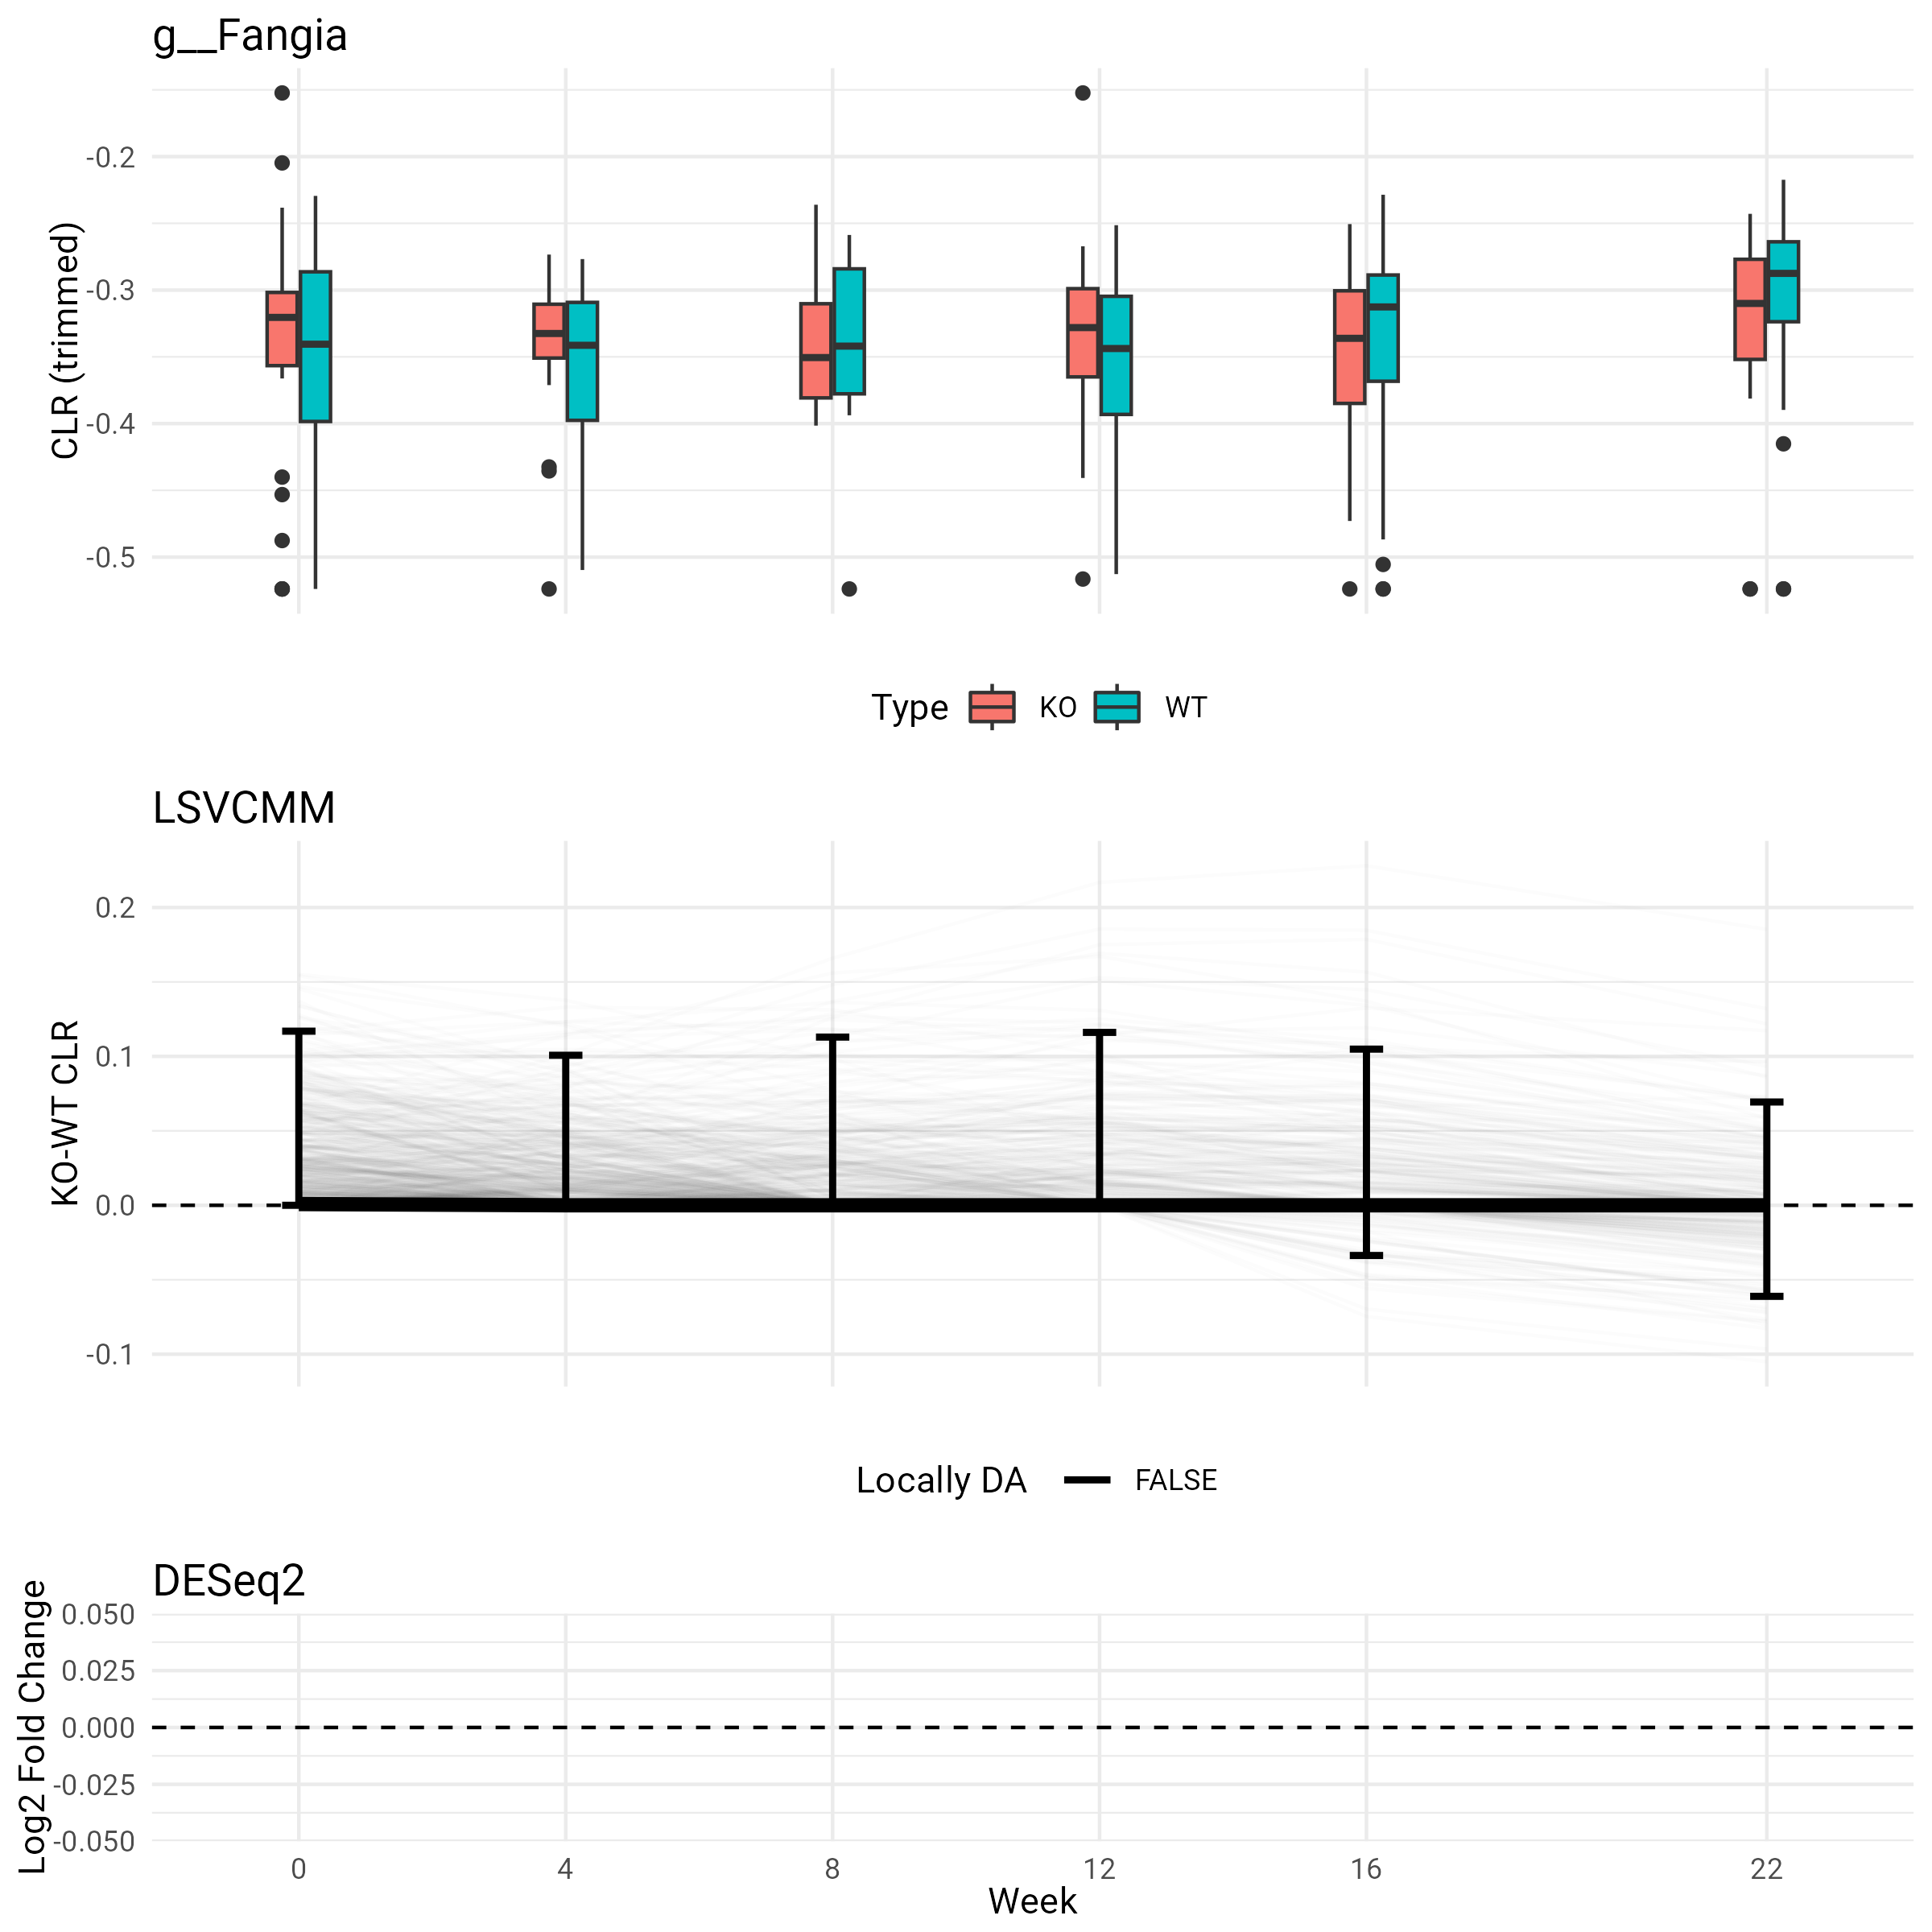 g__Fangia
CLR (trimmed)
-0.2
-0.3
-0.4
-0.5
Type KO WT
LSVCMM
KO-WT CLR
0.2
0.1
0.0
-0.1
Locally DA FALSE
DESeq2
Log2 Fold Change
0.050
0.025
0.000
-0.025
-0.050
0 4 8 12 16 22
Week